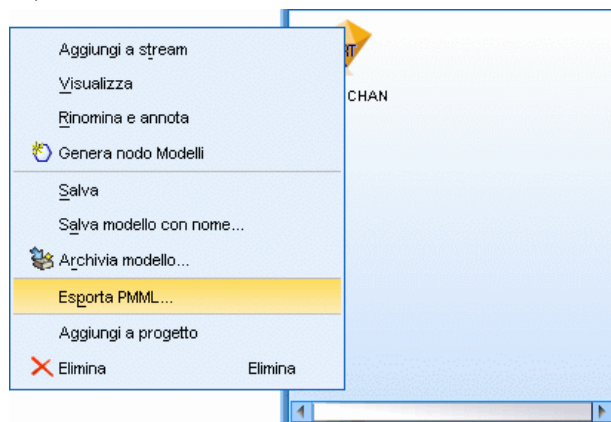 Aggiungi a stream
Visualizza
Rinomina e annota
Genera nodo Modelli
Salva
Salva modello con nome...
Archivia modello...
Esporta PMML...
Aggiungi a progetto
Elimina Elimina
CHAN